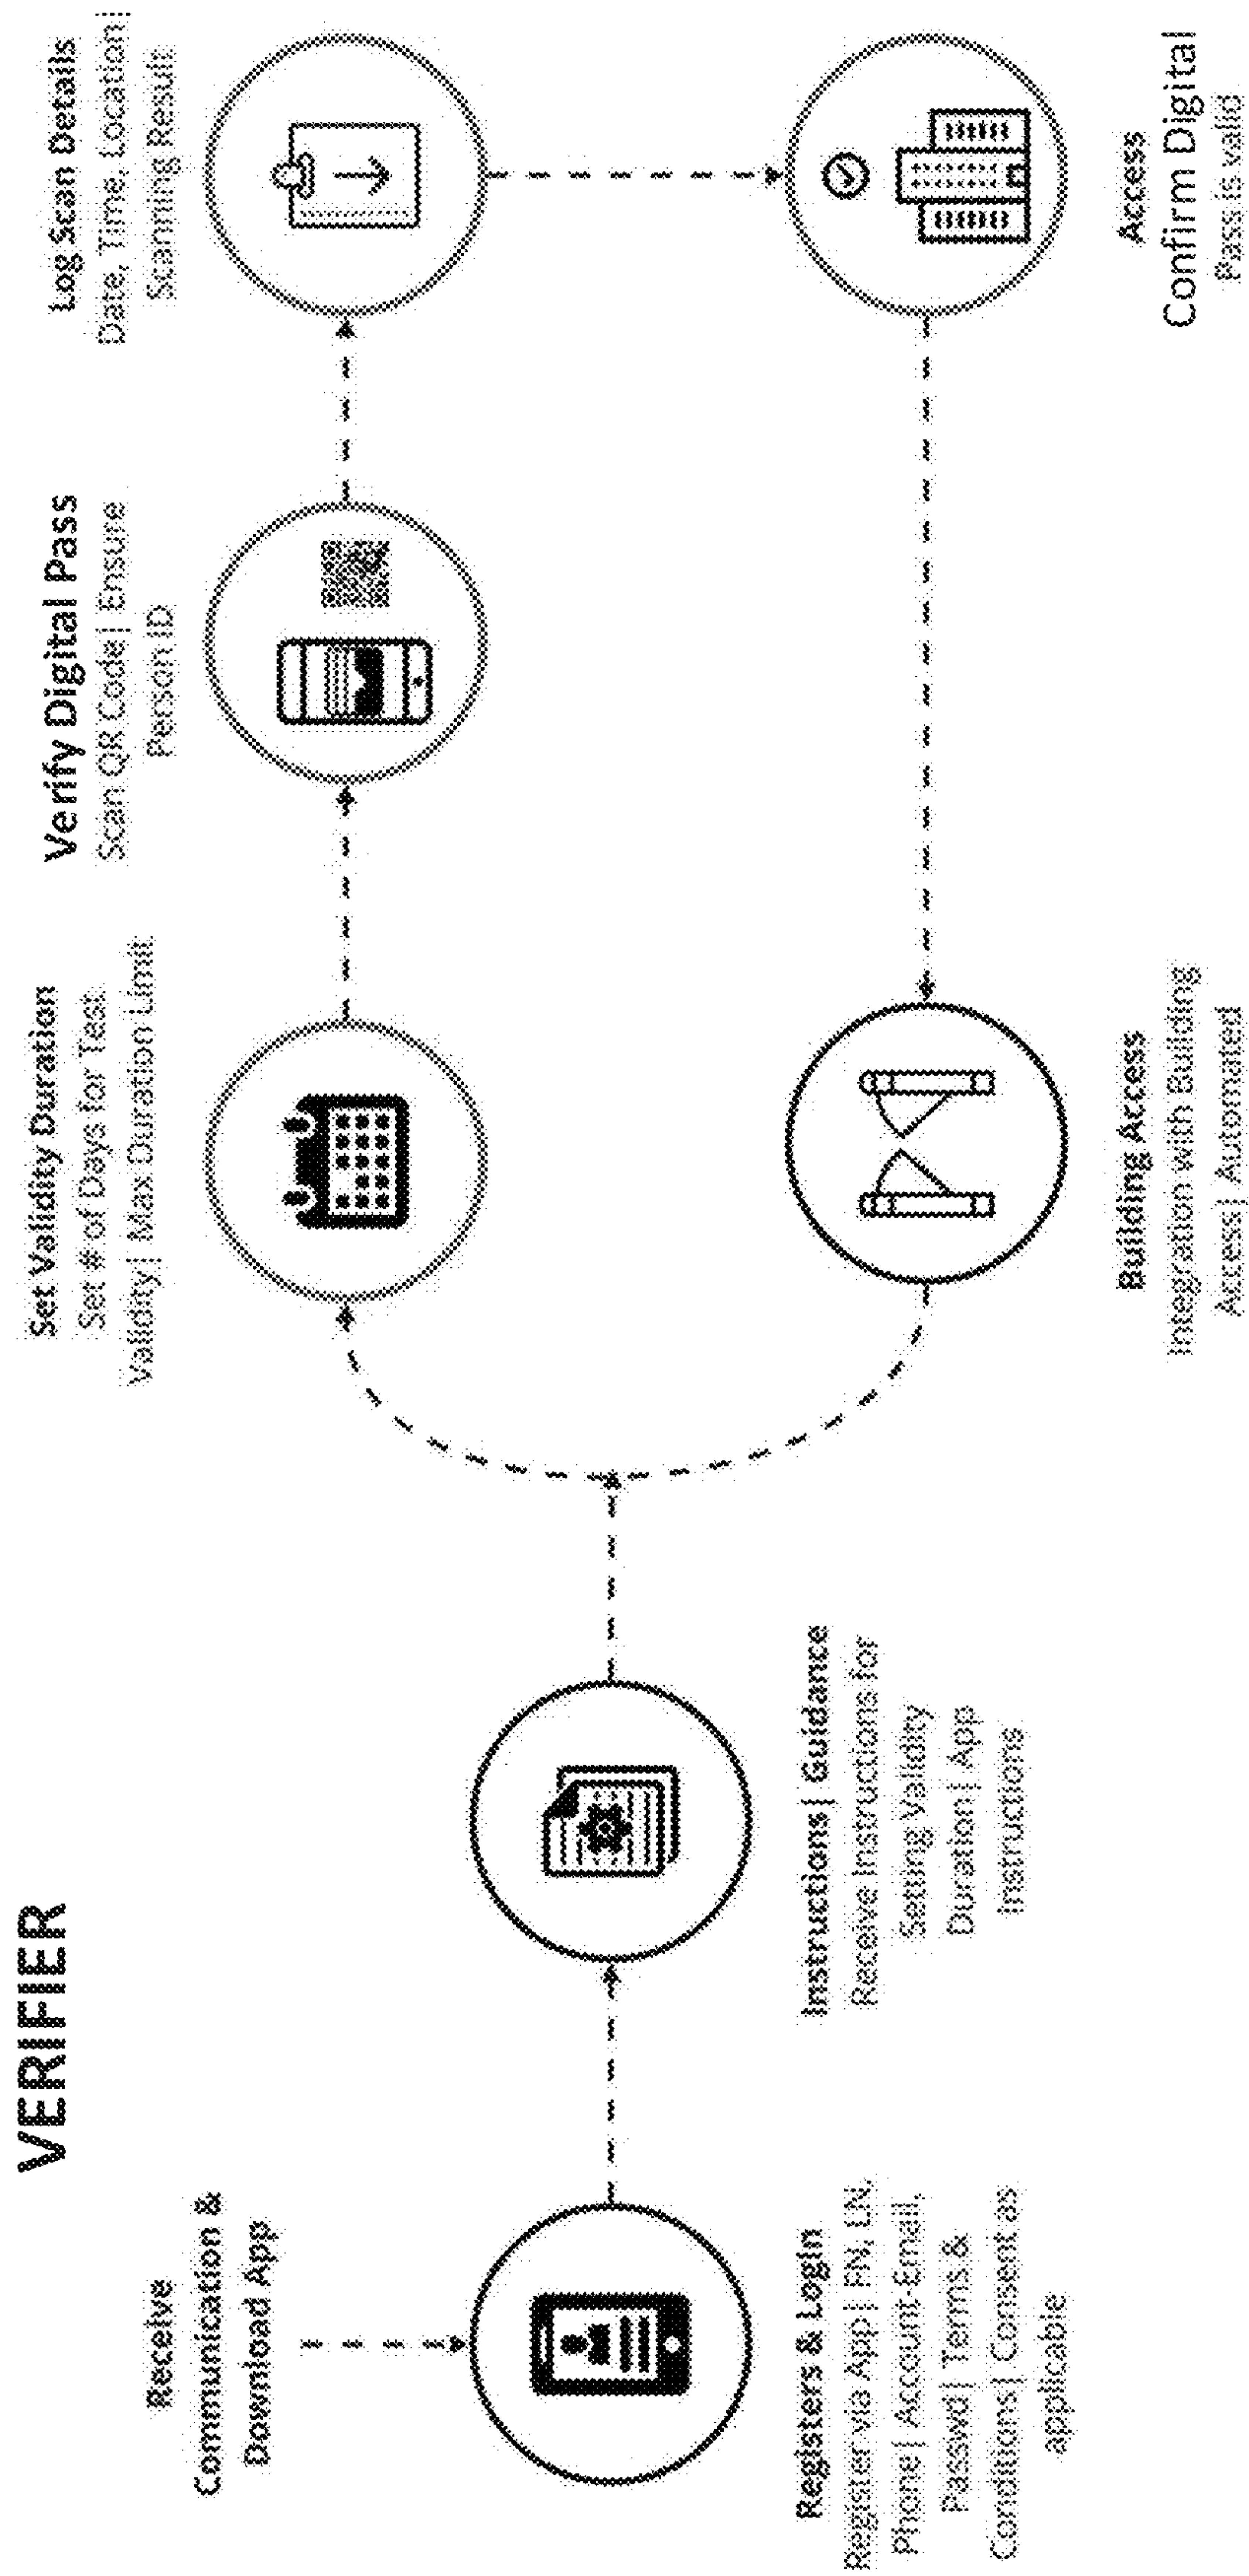 VERIFIER
Receive
Communication &
Download App
Registers & Login
Register via App| FN, LN,
Phone| Account-Email,
Passwd| Terms &
Conditions| Consent as
applicable
Instructions| Guidance
Receive Instructions for
Setting Validity
Duration| App
Instructions
Set Validity Duration
Set # of Days for Test
Validity| Max Duration Limit
Verify Digital Pass
Scan QR Code| Ensure
Person ID
Log Scan Details
Date, Time, Location|
Scanning Result
Access
Confirm Digital
Pass is valid
Building Access
Integration with Building
Access| Automated